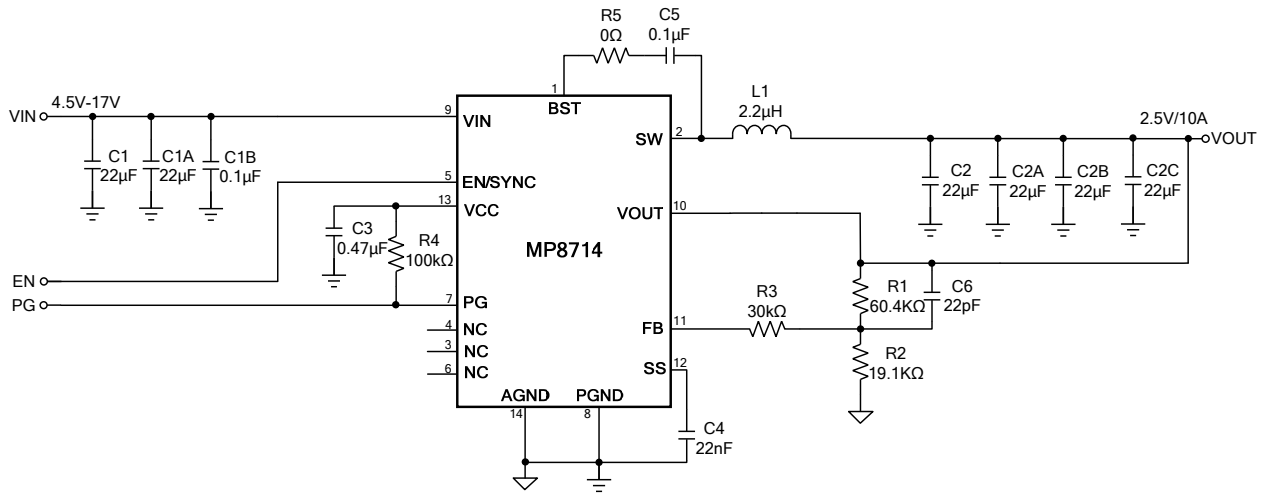 R5
0Ω
C5
0.1µF
1
BST
VIN
4.5V-17V
9
VIN
C1
22µF
C1A
22µF
C1B
0.1µF
SW
2
L1
2.2µH
2.5V/10A
VOUT
C2
22µF
C2A
22µF
C2B
22µF
C2C
22µF
5
EN/SYNC
13
VCC
C3
0.47µF
R4
100kΩ
VOUT
10
MP8714
EN
PG
7
PG
4
NC
3
NC
6
NC
R1
60.4KΩ
C6
22pF
FB
11
R3
30kΩ
R2
19.1KΩ
SS
12
AGND
14
PGND
8
C4
22nF